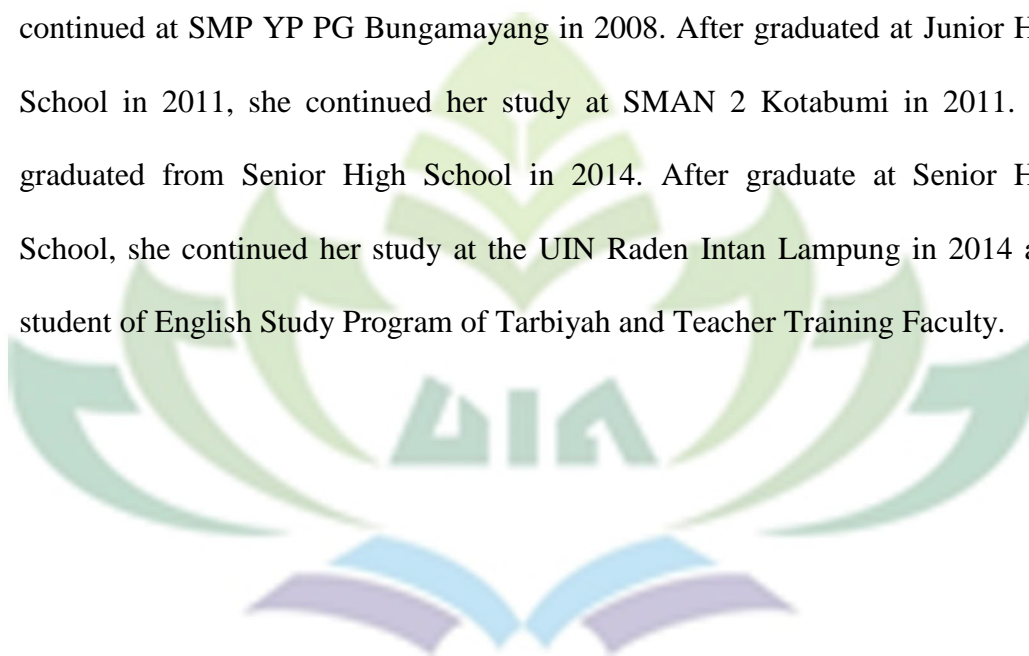 continued at SMP YP PG Bungamayang in 2008. After graduated at Junior H
School in 2011, she continued her study at SMAN 2 Kotabumi in 2011.
graduated from Senior High School in 2014. After graduate at Senior H
School, she continued her study at the UIN Raden Intan Lampung in 2014 a
student of English Study Program of Tarbiyah and Teacher Training Faculty.
UIN